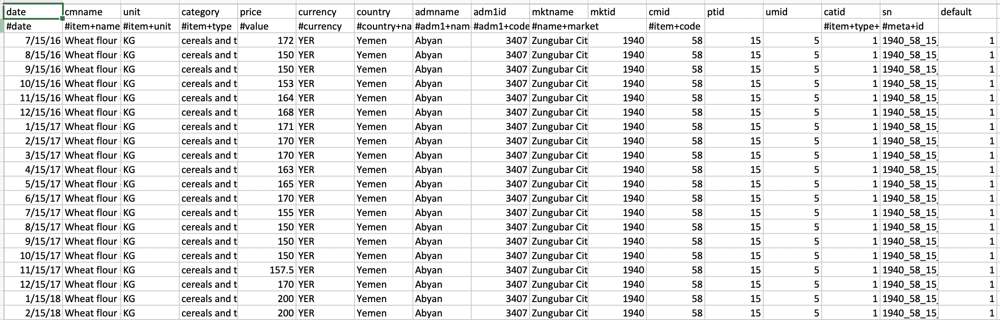 date cmname unit category price currency country admname adm1id mktname mktid cmid ptid umid catid sn default
#date #item+name #item+unit #item+type #value #currency #country+na #adm1+nam #adm1+code #name+market #item+code #item+type+ #meta+id
7/15/16 Wheat flour KG cereals and t 172 YER Yemen Abyan 3407 Zungubar Cit 1940 58 15 5 1 1940_58_15_ 1
8/15/16 Wheat flour KG cereals and t 150 YER Yemen Abyan 3407 Zungubar Cit 1940 58 15 5 1 1940_58_15_ 1
9/15/16 Wheat flour KG cereals and t 150 YER Yemen Abyan 3407 Zungubar Cit 1940 58 15 5 1 1940_58_15_ 1
10/15/16 Wheat flour KG cereals and t 153 YER Yemen Abyan 3407 Zungubar Cit 1940 58 15 5 1 1940_58_15_ 1
11/15/16 Wheat flour KG cereals and t 164 YER Yemen Abyan 3407 Zungubar Cit 1940 58 15 5 1 1940_58_15_ 1
12/15/16 Wheat flour KG cereals and t 168 YER Yemen Abyan 3407 Zungubar Cit 1940 58 15 5 1 1940_58_15_ 1
1/15/17 Wheat flour KG cereals and t 171 YER Yemen Abyan 3407 Zungubar Cit 1940 58 15 5 1 1940_58_15_ 1
2/15/17 Wheat flour KG cereals and t 170 YER Yemen Abyan 3407 Zungubar Cit 1940 58 15 5 1 1940_58_15_ 1
3/15/17 Wheat flour KG cereals and t 170 YER Yemen Abyan 3407 Zungubar Cit 1940 58 15 5 1 1940_58_15_ 1
4/15/17 Wheat flour KG cereals and t 163 YER Yemen Abyan 3407 Zungubar Cit 1940 58 15 5 1 1940_58_15_ 1
5/15/17 Wheat flour KG cereals and t 165 YER Yemen Abyan 3407 Zungubar Cit 1940 58 15 5 1 1940_58_15_ 1
6/15/17 Wheat flour KG cereals and t 170 YER Yemen Abyan 3407 Zungubar Cit 1940 58 15 5 1 1940_58_15_ 1
7/15/17 Wheat flour KG cereals and t 155 YER Yemen Abyan 3407 Zungubar Cit 1940 58 15 5 1 1940_58_15_ 1
8/15/17 Wheat flour KG cereals and t 150 YER Yemen Abyan 3407 Zungubar Cit 1940 58 15 5 1 1940_58_15_ 1
9/15/17 Wheat flour KG cereals and t 150 YER Yemen Abyan 3407 Zungubar Cit 1940 58 15 5 1 1940_58_15_ 1
10/15/17 Wheat flour KG cereals and t 150 YER Yemen Abyan 3407 Zungubar Cit 1940 58 15 5 1 1940_58_15_ 1
11/15/17 Wheat flour KG cereals and t 157.5 YER Yemen Abyan 3407 Zungubar Cit 1940 58 15 5 1 1940_58_15_ 1
12/15/17 Wheat flour KG cereals and t 170 YER Yemen Abyan 3407 Zungubar Cit 1940 58 15 5 1 1940_58_15_ 1
1/15/18 Wheat flour KG cereals and t 200 YER Yemen Abyan 3407 Zungubar Cit 1940 58 15 5 1 1940_58_15_ 1
2/15/18 Wheat flour KG cereals and t 200 YER Yemen Abyan 3407 Zungubar Cit 1940 58 15 5 1 1940_58_15_ 1